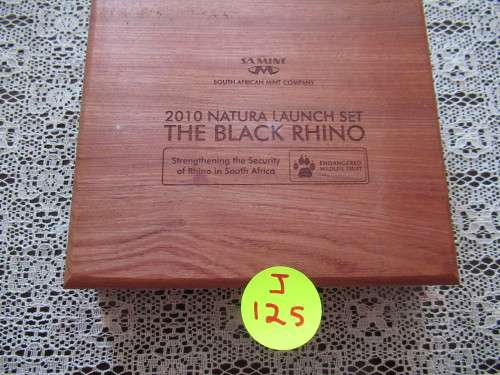 SA MINT
SOUTH AFRICAN MINT COMPANY
2010 NATURA LAUNCH SET
THE BLACK RHINO
Strengthening the Security
of Rhino in South Africa
ENDANGERED
WILDLIFE TRUST
J
125